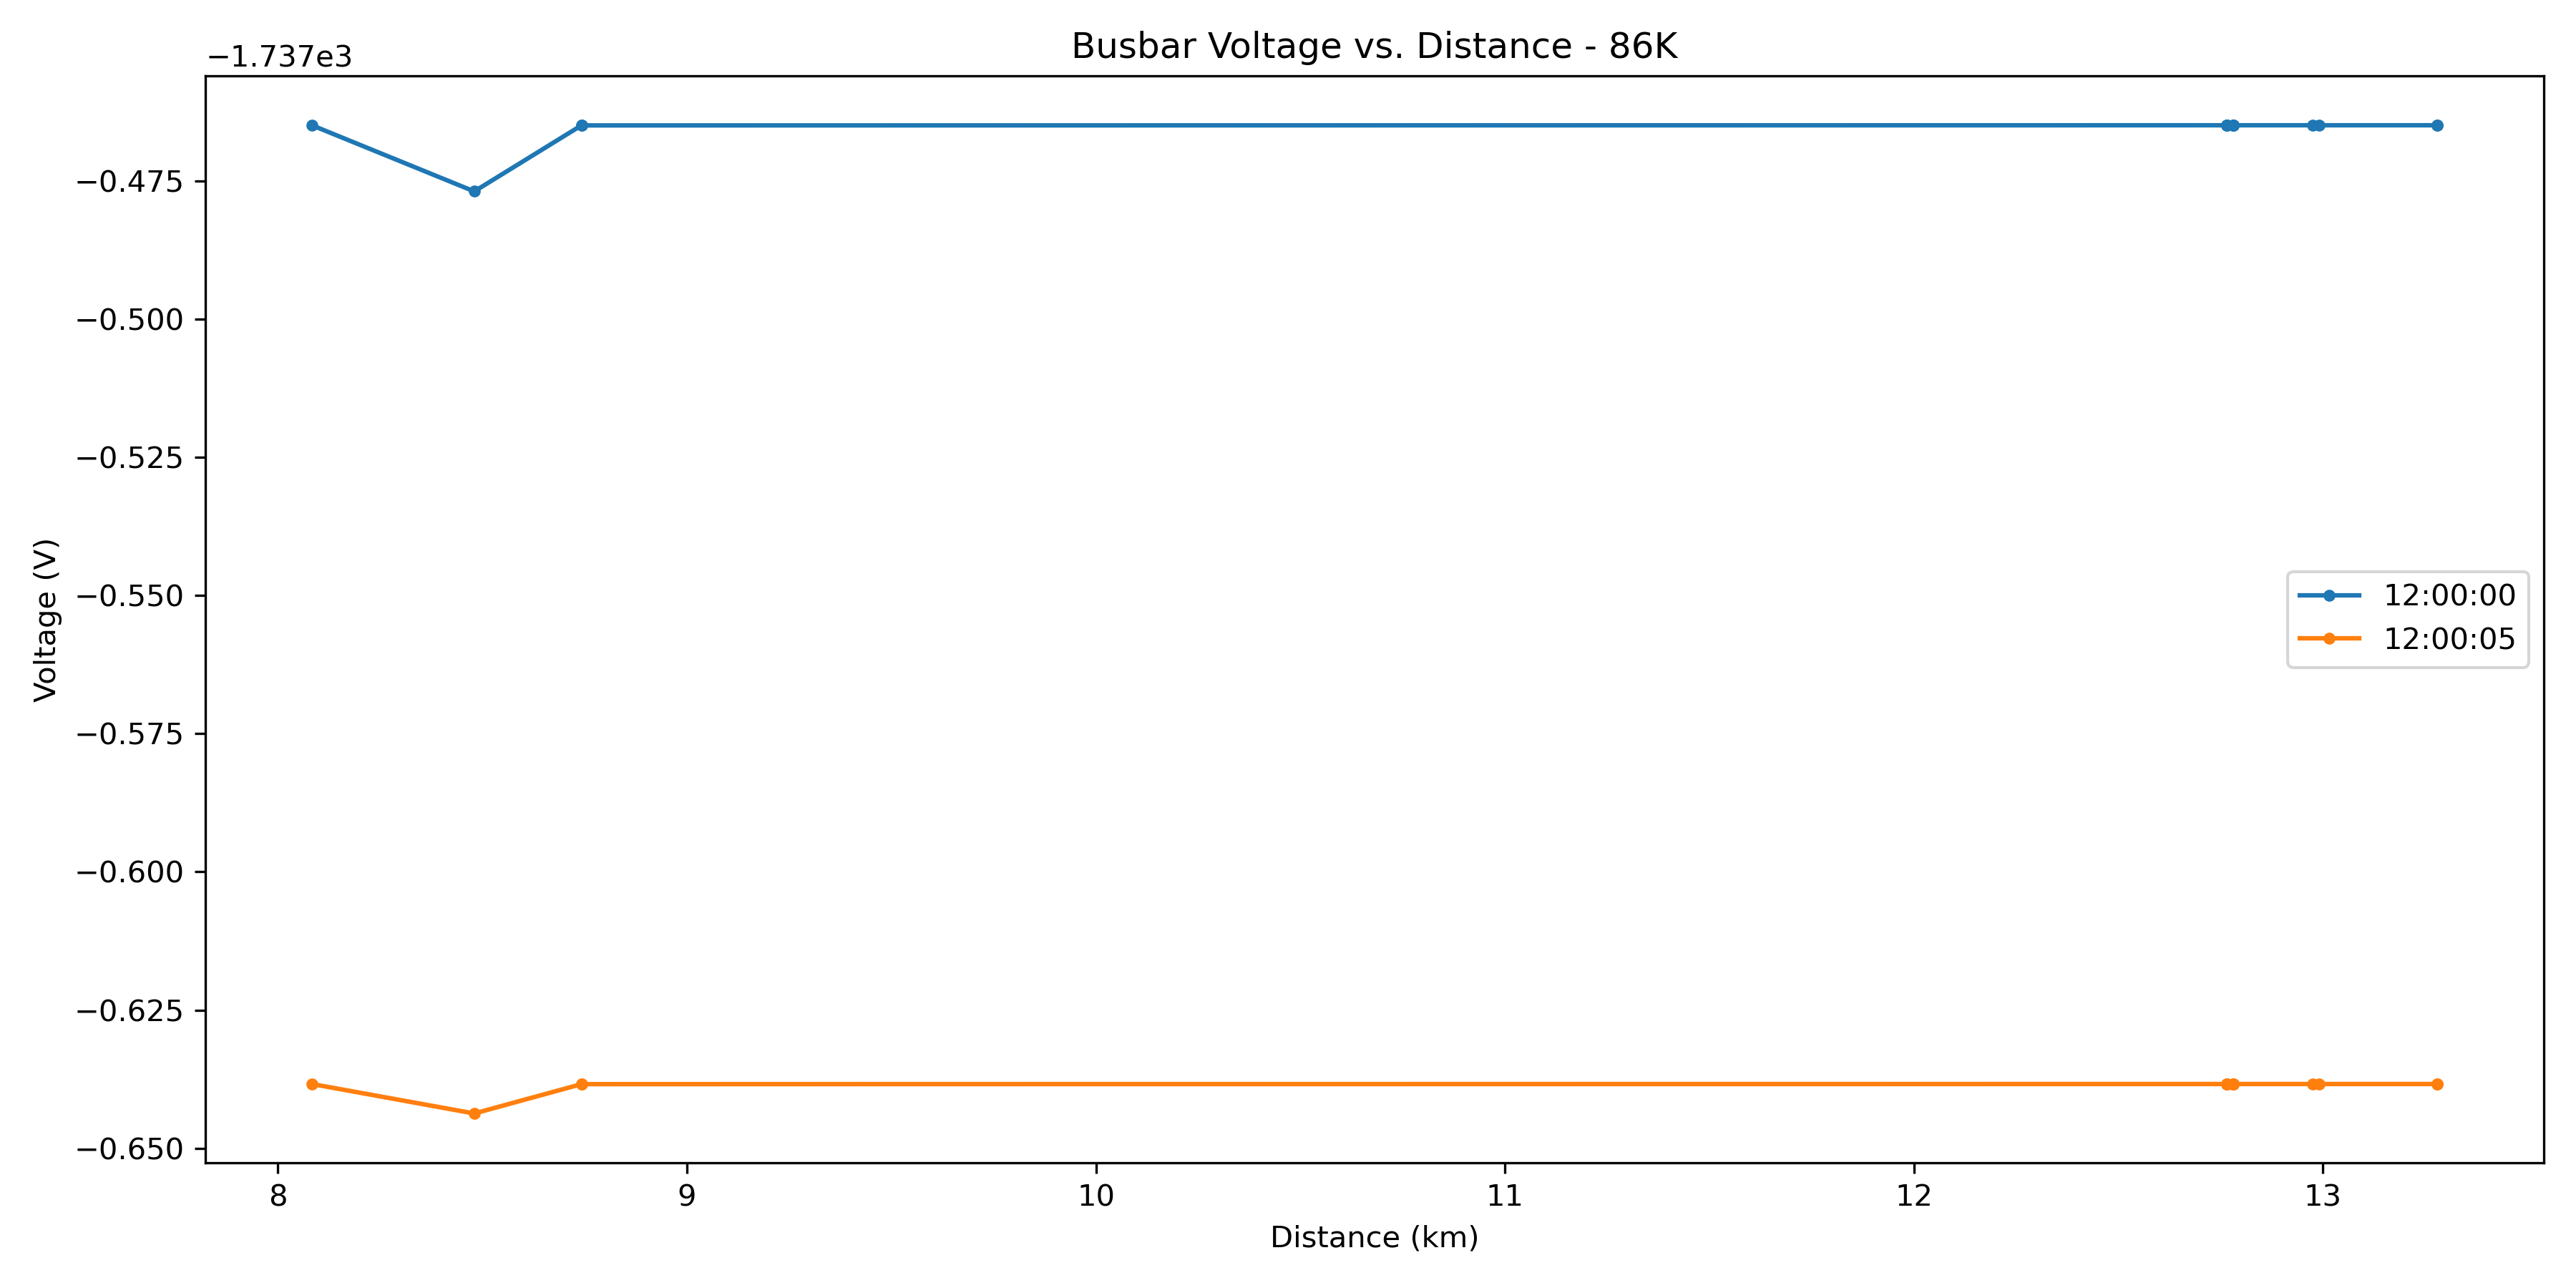 Busbar Voltage vs. Distance - 86K
−1.737e3
−0.475
−0.500
−0.525
−0.550
−0.575
−0.600
−0.625
−0.650
Voltage (V)
12:00:00
12:00:05
8 9 10 11 12 13
Distance (km)